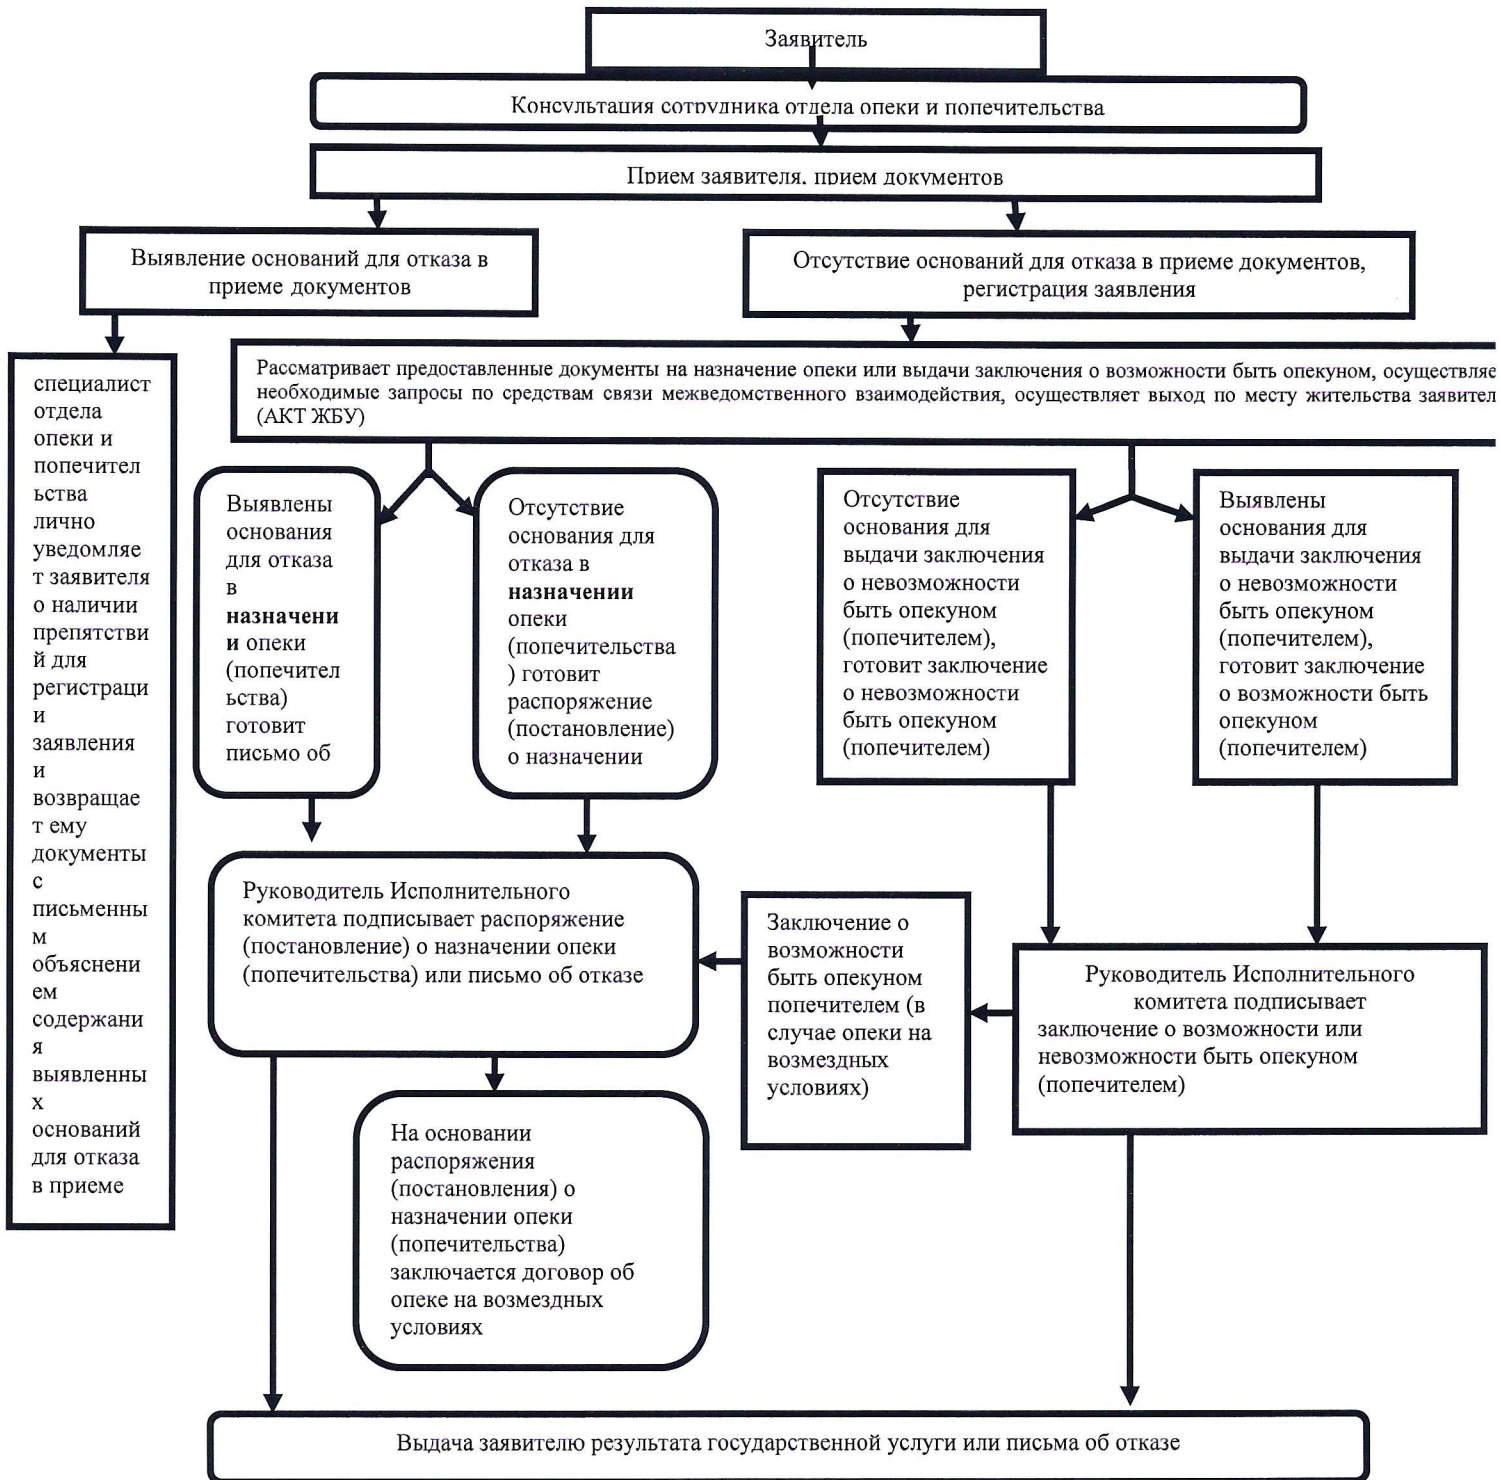 Заявитель
Консультация сотрудника отдела опеки и попечительства
Прием заявителя, прием документов
Выявление оснований для отказа в
приеме документов
Отсутствие оснований для отказа в приеме документов,
регистрация заявления
специалист
отдела
опеки и
попечител
ьства
лично
уведомляе
т заявителя
о наличии
препятстви
й для
регистраци
и
заявления
и
возвращае
т ему
документы
с
письменны
м
объяснени
ем
содержани
я
выявленны
х
оснований
для отказа
в приеме
Рассматривает предоставленные документы на назначение опеки или выдачи заключения о возможности быть опекуном, осуществляе
необходимые запросы по средствам связи межведомственного взаимодействия, осуществляет выход по месту жительства заявител
(АКТ ЖБУ)
Выявлены
основания
для отказа
в
назначени
и опеки
(попечител
ьства)
готовит
письмо об
Отсутствие
основания для
отказа в
назначении
опеки
(попечительства
) готовит
распоряжение
(постановление)
о назначении
Отсутствие
основания для
выдачи заключения
о невозможности
быть опекуном
(попечителем),
готовит заключение
о невозможности
быть опекуном
(попечителем)
Выявлены
основания для
выдачи заключения
о невозможности
быть опекуном
(попечителем),
готовит заключение
о возможности быть
опекуном
(попечителем)
Руководитель Исполнительного
комитета подписывает распоряжение
(постановление) о назначении опеки
(попечительства) или письмо об отказе
Заключение о
возможности
быть опекуном
попечителем (в
случае опеки на
возмездных
условиях)
Руководитель Исполнительного
комитета подписывает
заключение о возможности или
невозможности быть опекуном
(попечителем)
На основании
распоряжения
(постановления) о
назначении опеки
(попечительства)
заключается договор об
опеке на возмездных
условиях
Выдача заявителю результата государственной услуги или письма об отказе